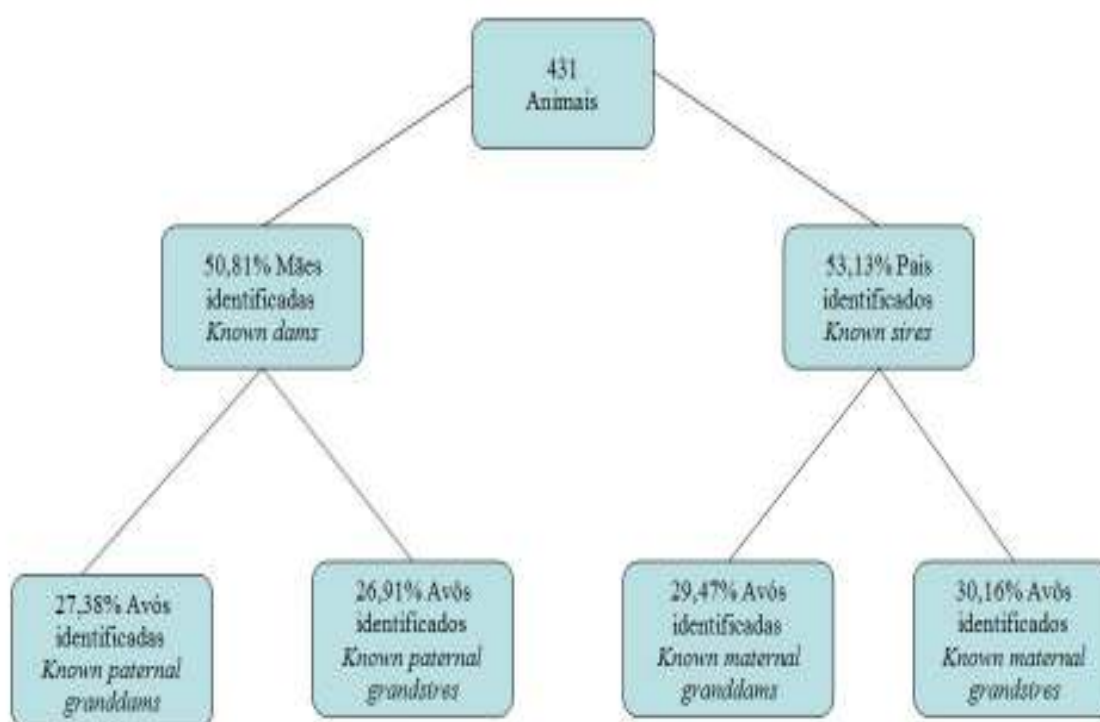 431
Animais
50,81% Mães
identificadas
Known dams
53,13% Pais
identificados
Known sires
27,38% Avós
identificadas
Known paternal
granddams
26,91% Avôs
identificados
Known paternal
grandsires
29,47% Avós
identificadas
Known maternal
granddams
30,16% Avôs
identificados
Known maternal
grandsires